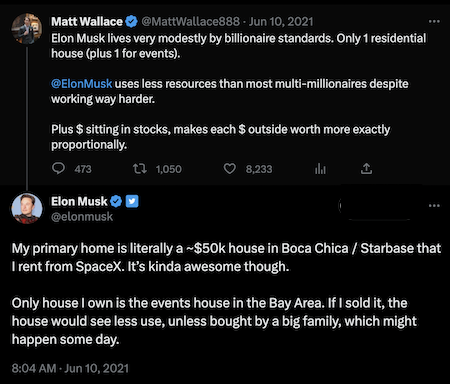 Matt Wallace @MattWallace888 · Jun 10, 2021
Elon Musk lives very modestly by billionaire standards. Only 1 residential
house (plus 1 for events).
@ElonMusk uses less resources than most multi-millionaires despite
working way harder.
Plus $ sitting in stocks, makes each $ outside worth more exactly
proportionally.
473 1,050 8,233
Elon Musk
@elonmusk
My primary home is literally a ~$50k house in Boca Chica / Starbase that
I rent from SpaceX. It's kinda awesome though.
Only house I own is the events house in the Bay Area. If I sold it, the
house would see less use, unless bought by a big family, which might
happen some day.
8:04 AM · Jun 10, 2021